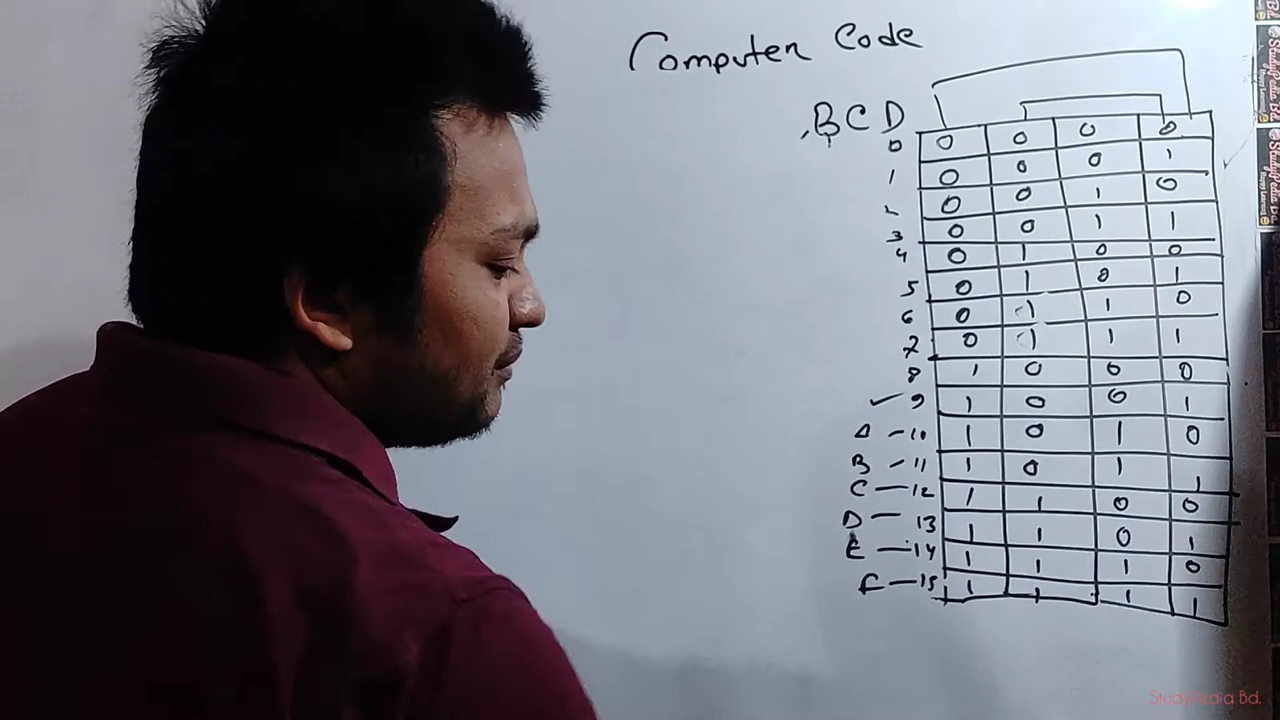 Computer Code
BCD
0 0 0 0 0
1 0 0 0 1
2 0 0 1 0
3 0 0 1 1
4 0 1 0 0
5 0 1 0 1
6 0 1 1 0
7 0 1 1 1
8 1 0 0 0
9 1 0 0 1
A — 10 1 0 1 0
B — 11 1 0 1 1
C — 12 1 1 0 0
D — 13 1 1 0 1
E — 14 1 1 1 0
F — 15 1 1 1 1
StudyPedia Bd.